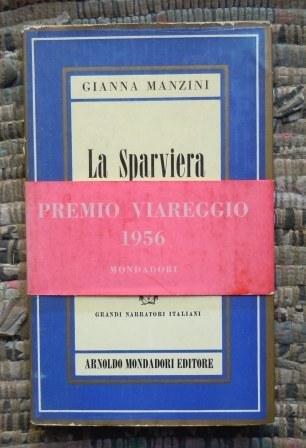 GIANNA MANZINI
La Sparviera
PREMIO VIAREGGIO
1956
MONDADORI
GRANDI NARRATORI ITALIANI
ARNOLDO MONDADORI EDITORE